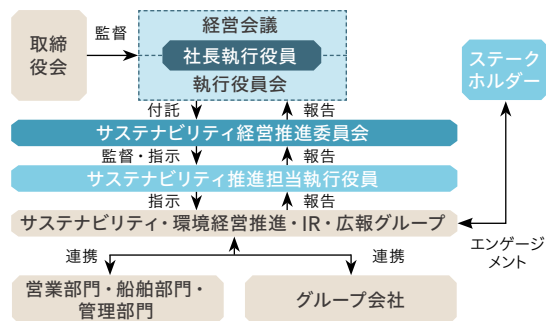 取締
役会
監督
経営会議
社長執行役員
執行役員会
ステーク
ホルダー
付託
報告
サステナビリティ経営推進委員会
監督・指示
報告
サステナビリティ推進担当執行役員
指示
報告
サステナビリティ・環境経営推進・IR・広報グループ
エンゲージ
メント
連携
連携
営業部門・船舶部門・
管理部門
グループ会社